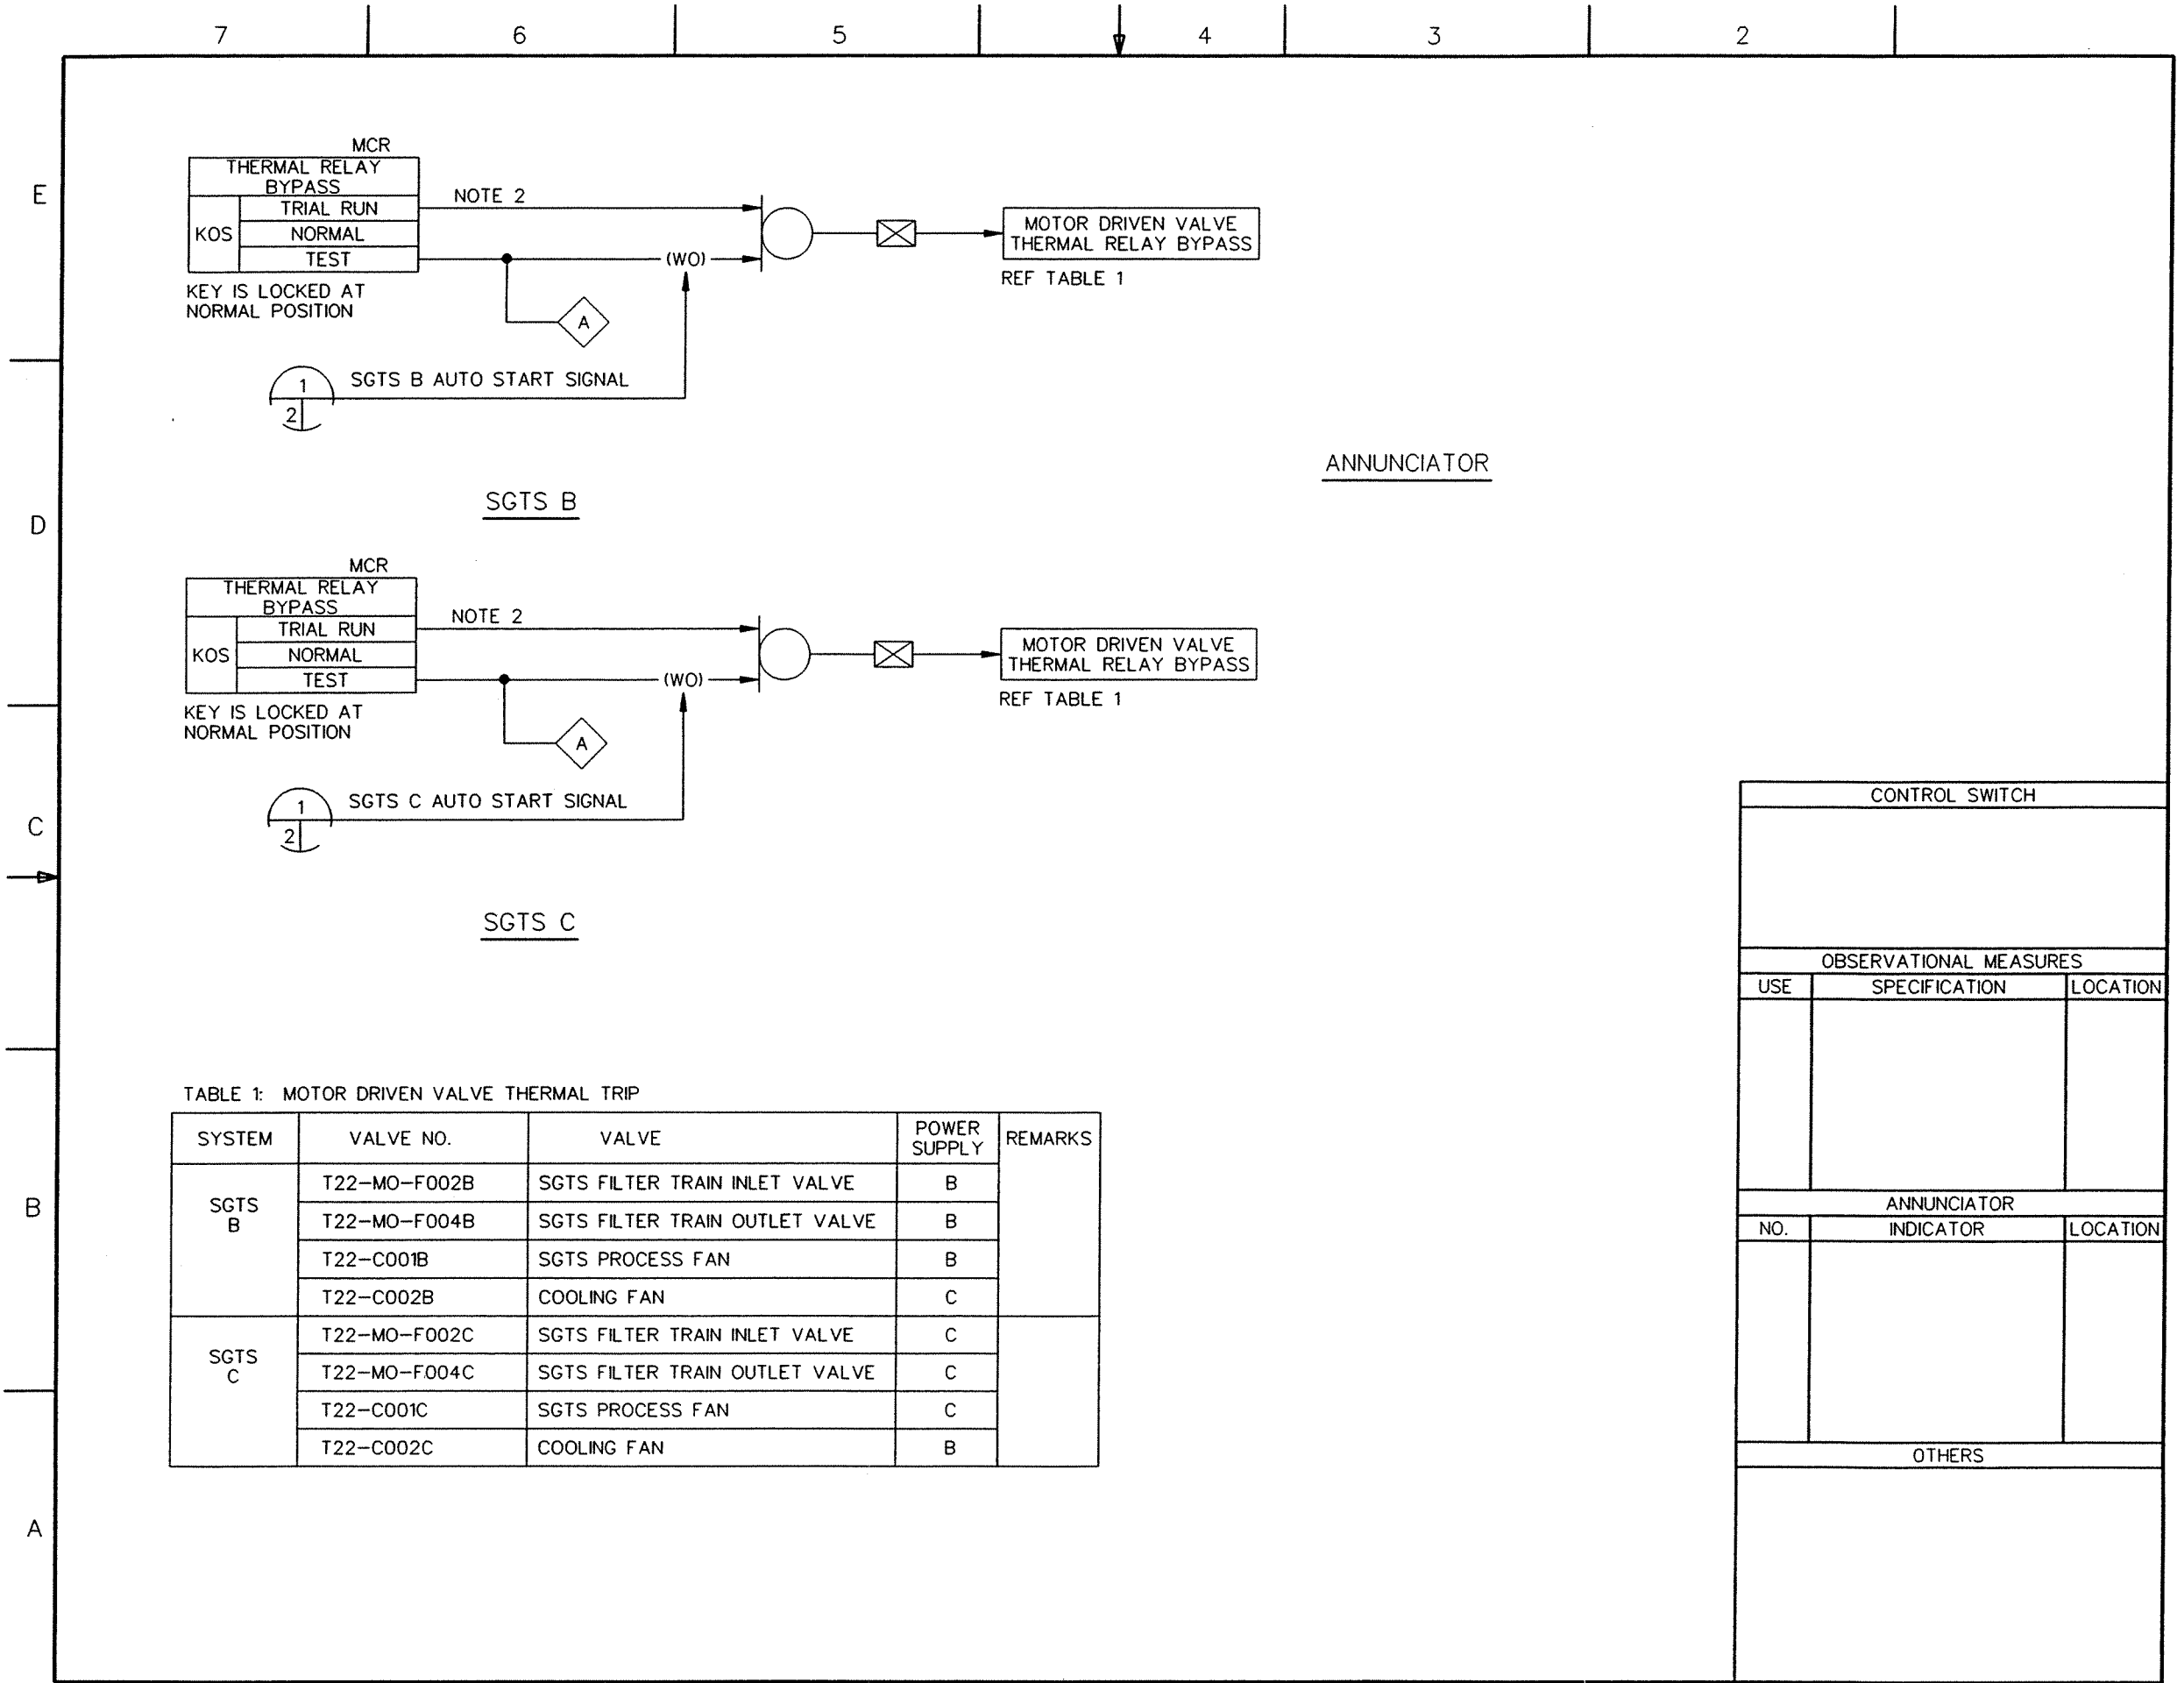 7 6 5 4 3 2
E
D
C
B
A
MCR
THERMAL RELAY
BYPASS
KOS
TRIAL RUN
NORMAL
TEST
KEY IS LOCKED AT
NORMAL POSITION
NOTE 2
(WO)
A
1
2
SGTS B AUTO START SIGNAL
MOTOR DRIVEN VALVE
THERMAL RELAY BYPASS
REF TABLE 1
SGTS B
ANNUNCIATOR
MCR
THERMAL RELAY
BYPASS
KOS
TRIAL RUN
NORMAL
TEST
KEY IS LOCKED AT
NORMAL POSITION
NOTE 2
(WO)
A
1
2
SGTS C AUTO START SIGNAL
MOTOR DRIVEN VALVE
THERMAL RELAY BYPASS
REF TABLE 1
SGTS C
TABLE 1: MOTOR DRIVEN VALVE THERMAL TRIP
SYSTEM VALVE NO. VALVE POWER SUPPLY REMARKS
SGTS B
T22-MO-F002B SGTS FILTER TRAIN INLET VALVE B
T22-MO-F004B SGTS FILTER TRAIN OUTLET VALVE B
T22-C001B SGTS PROCESS FAN B
T22-C002B COOLING FAN C
SGTS C
T22-MO-F002C SGTS FILTER TRAIN INLET VALVE C
T22-MO-F004C SGTS FILTER TRAIN OUTLET VALVE C
T22-C001C SGTS PROCESS FAN C
T22-C002C COOLING FAN B
CONTROL SWITCH
OBSERVATIONAL MEASURES
USE SPECIFICATION LOCATION
ANNUNCIATOR
NO. INDICATOR LOCATION
OTHERS